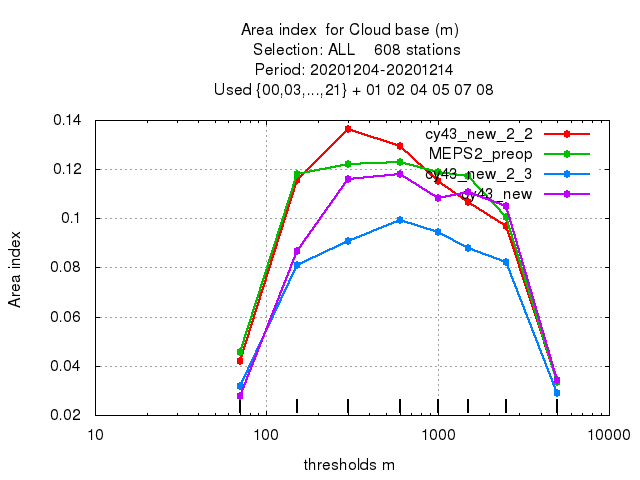 Area index  for Cloud base (m)
Selection: ALL    608 stations
Period: 20201204-20201214
Used {00,03,...,21} + 01 02 04 05 07 08
0.14
0.12
0.1
0.08
0.06
0.04
0.02
Area index
cy43_new_2_2
MEPS2_preop
cy43_new_2_3
cy43_new
10
100
1000
10000
thresholds m